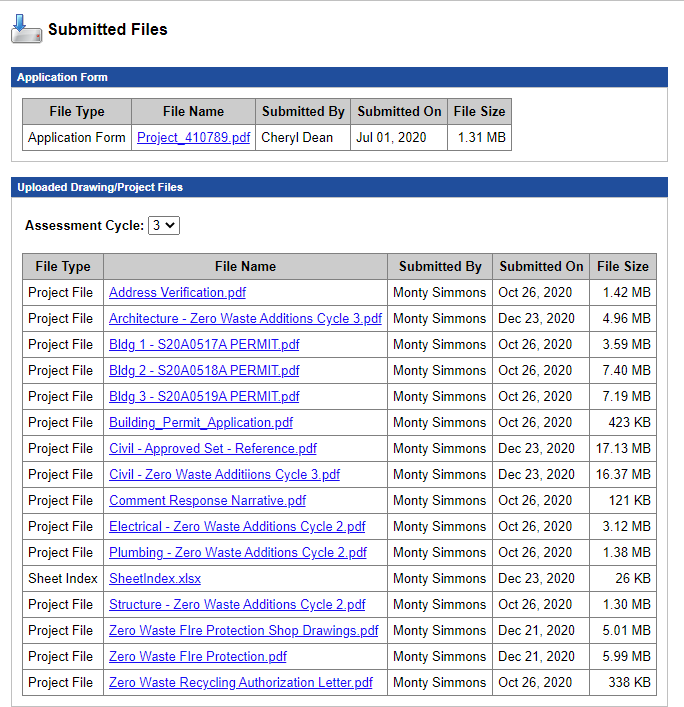 Submitted Files
Application Form
File Type File Name Submitted By Submitted On File Size
Application Form Project_410789.pdf Cheryl Dean Jul 01, 2020 1.31 MB
Uploaded Drawing/Project Files
Assessment Cycle: 3
File Type File Name Submitted By Submitted On File Size
Project File Address Verification.pdf Monty Simmons Oct 26, 2020 1.42 MB
Project File Architecture - Zero Waste Additions Cycle 3.pdf Monty Simmons Dec 23, 2020 4.96 MB
Project File Bldg 1 - S20A0517A PERMIT.pdf Monty Simmons Oct 26, 2020 3.59 MB
Project File Bldg 2 - S20A0518A PERMIT.pdf Monty Simmons Oct 26, 2020 7.40 MB
Project File Bldg 3 - S20A0519A PERMIT.pdf Monty Simmons Oct 26, 2020 7.19 MB
Project File Building_Permit_Application.pdf Monty Simmons Oct 26, 2020 423 KB
Project File Civil - Approved Set - Reference.pdf Monty Simmons Dec 23, 2020 17.13 MB
Project File Civil - Zero Waste Additiions Cycle 3.pdf Monty Simmons Dec 23, 2020 16.37 MB
Project File Comment Response Narrative.pdf Monty Simmons Oct 26, 2020 121 KB
Project File Electrical - Zero Waste Additions Cycle 2.pdf Monty Simmons Oct 26, 2020 3.12 MB
Project File Plumbing - Zero Waste Additions Cycle 2.pdf Monty Simmons Oct 26, 2020 1.38 MB
Sheet Index SheetIndex.xlsx Monty Simmons Dec 23, 2020 26 KB
Project File Structure - Zero Waste Additions Cycle 2.pdf Monty Simmons Oct 26, 2020 1.30 MB
Project File Zero Waste FIre Protection Shop Drawings.pdf Monty Simmons Dec 21, 2020 5.01 MB
Project File Zero Waste FIre Protection.pdf Monty Simmons Dec 21, 2020 5.99 MB
Project File Zero Waste Recycling Authorization Letter.pdf Monty Simmons Oct 26, 2020 338 KB